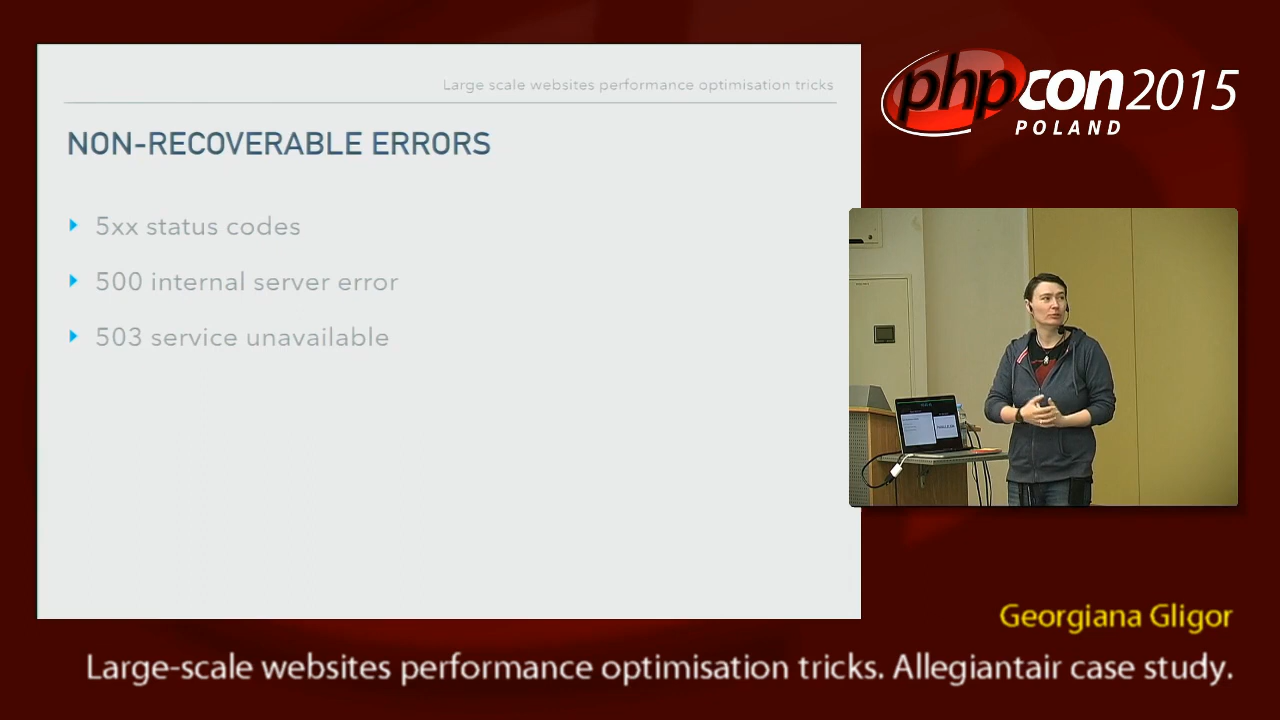 Large scale websites performance optimisation tricks
NON-RECOVERABLE ERRORS
5xx status codes
500 internal server error
503 service unavailable
phpcon2015
POLAND
Georgiana Gligor
Large-scale websites performance optimisation tricks. Allegiantair case study.